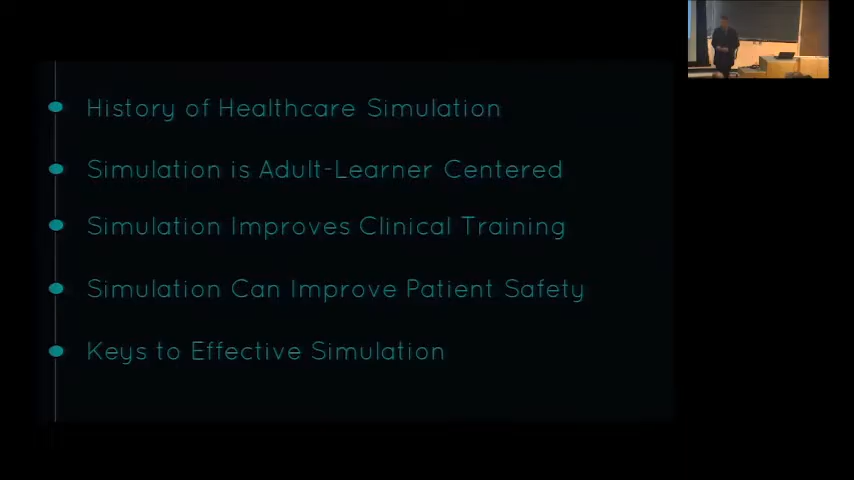 History of Healthcare Simulation
Simulation is Adult-Learner Centered
Simulation Improves Clinical Training
Simulation Can Improve Patient Safety
Keys to Effective Simulation